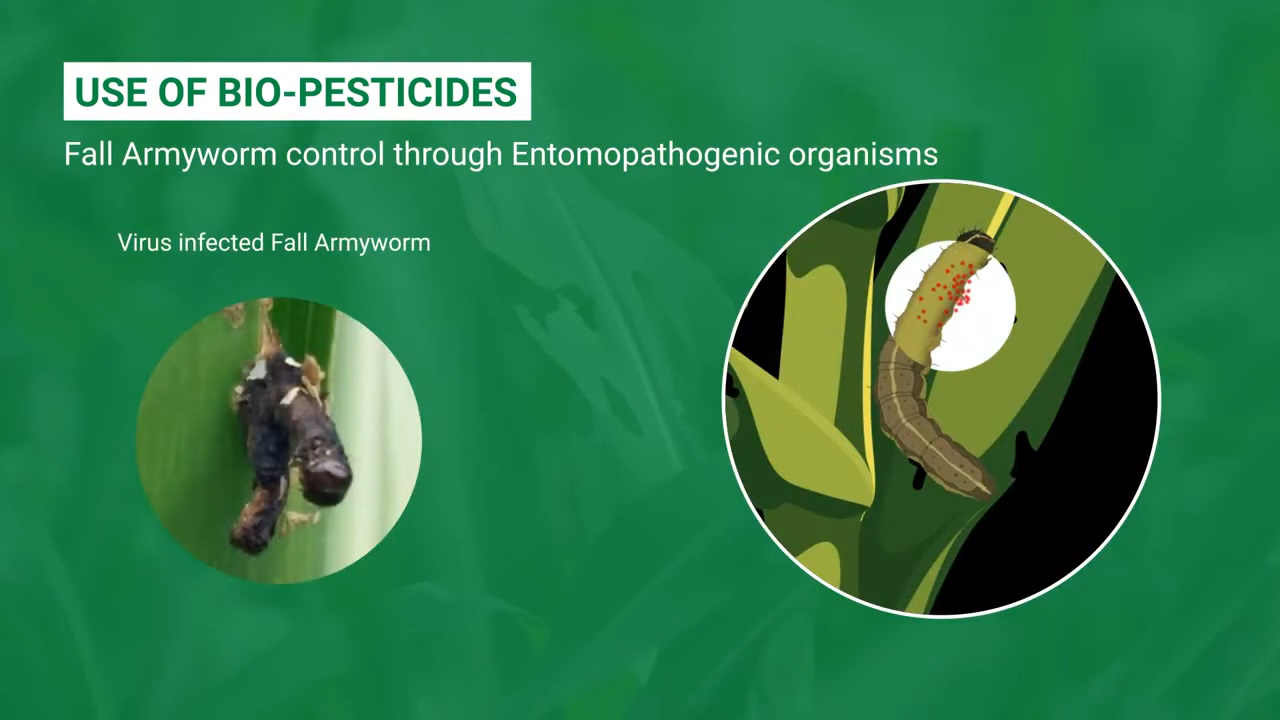 USE OF BIO-PESTICIDES
Fall Armyworm control through Entomopathogenic organisms
Virus infected Fall Armyworm